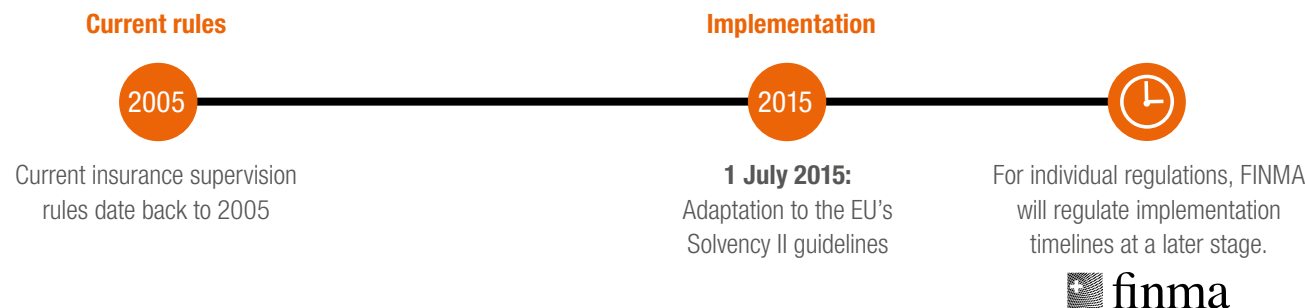 Current rules
Implementation
2005
2015
Current insurance supervision
rules date back to 2005
1 July 2015:
Adaptation to the EU's
Solvency II guidelines
For individual regulations, FINMA
will regulate implementation
timelines at a later stage.
finma